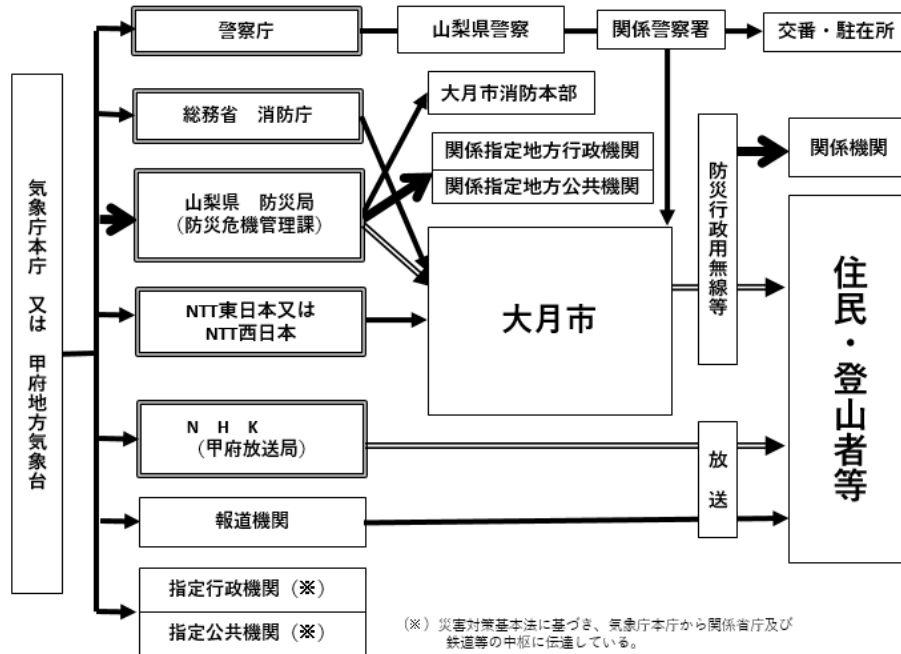 警察庁
山梨県警察
関係警察署
交番・駐在所
気象庁本庁　又は　甲府地方気象台
総務省　消防庁
大月市消防本部
関係指定地方行政機関
関係指定地方公共機関
山梨県　防災局
(防災危機管理課)
防災行政用無線等
関係機関
NTT東日本又は
NTT西日本
大月市
住民・登山者等
N　H　K
(甲府放送局)
放送
報道機関
指定行政機関（※）
指定公共機関（※）
（※）災害対策基本法に基づき、気象庁本庁から関係省庁及び
鉄道等の中枢に伝達している。